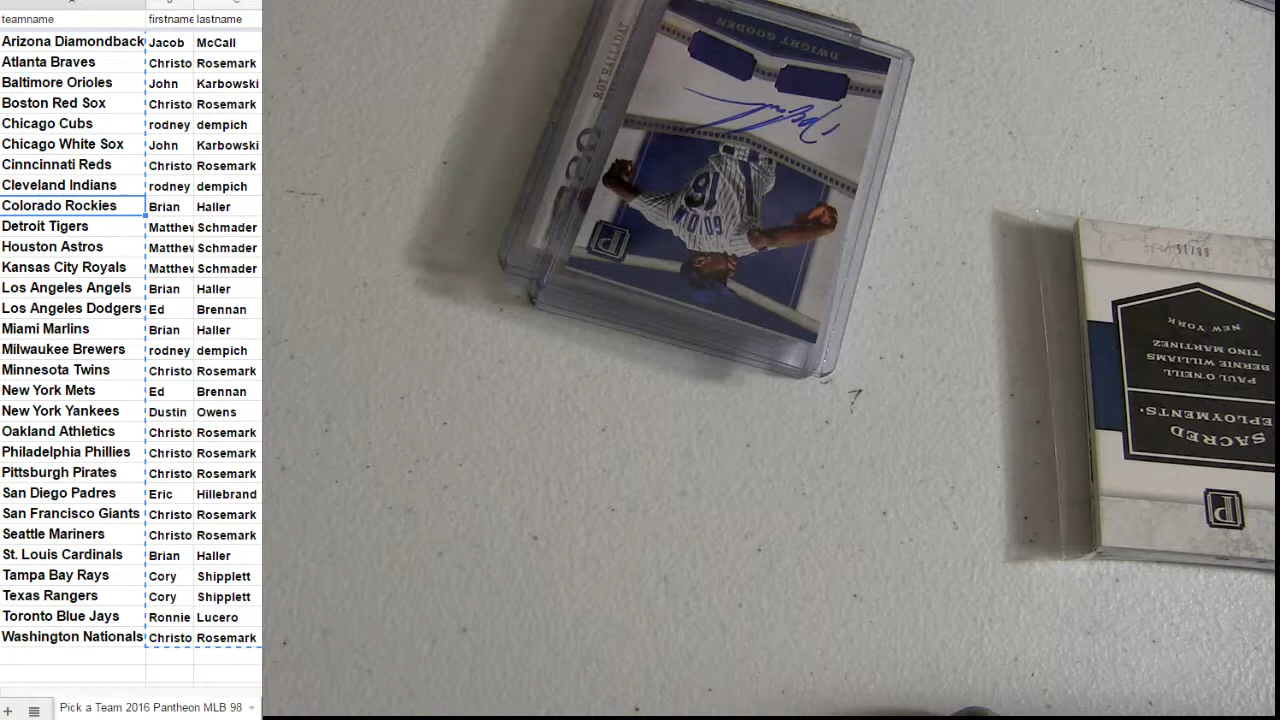 teamname firstname lastname
Arizona Diamondback Jacob McCall
Atlanta Braves Christo Rosemark
Baltimore Orioles John Karbowski
Boston Red Sox Christo Rosemark
Chicago Cubs rodney dempich
Chicago White Sox John Karbowski
Cinncinnati Reds Christo Rosemark
Cleveland Indians rodney dempich
Colorado Rockies Brian Haller
Detroit Tigers Matthew Schmader
Houston Astros Matthew Schmader
Kansas City Royals Matthew Schmader
Los Angeles Angels Brian Haller
Los Angeles Dodgers Ed Brennan
Miami Marlins Brian Haller
Milwaukee Brewers rodney dempich
Minnesota Twins Christo Rosemark
New York Mets Ed Brennan
New York Yankees Dustin Owens
Oakland Athletics Christo Rosemark
Philadelphia Phillies Christo Rosemark
Pittsburgh Pirates Christo Rosemark
San Diego Padres Eric Hillebrand
San Francisco Giants Christo Rosemark
Seattle Mariners Christo Rosemark
St. Louis Cardinals Brian Haller
Tampa Bay Rays Cory Shipplett
Texas Rangers Cory Shipplett
Toronto Blue Jays Ronnie Lucero
Washington Nationals Christo Rosemark
Pick a Team 2016 Pantheon MLB 98
DWIGHT GOODEN
ROY HALLADAY
16
P
SACRED
EPLOYMENTS·
PAUL O'NEILL
BERNIE WILLIAMS
TINO MARTINEZ
NEW YORK
P